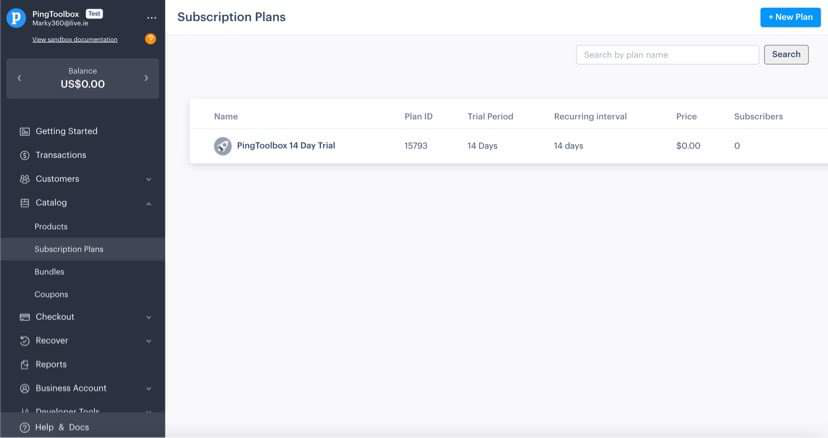 PingToolbox Test
Marky360@live.ie
View sandbox documentation ?
Balance
US$0.00
Getting Started
Transactions
Customers
Catalog
Products
Subscription Plans
Bundles
Coupons
Checkout
Recover
Reports
Business Account
Developer Tools
Help & Docs
Subscription Plans
+ New Plan
Search by plan name Search
Name Plan ID Trial Period Recurring interval Price Subscribers
PingToolbox 14 Day Trial 15793 14 Days 14 days $0.00 0